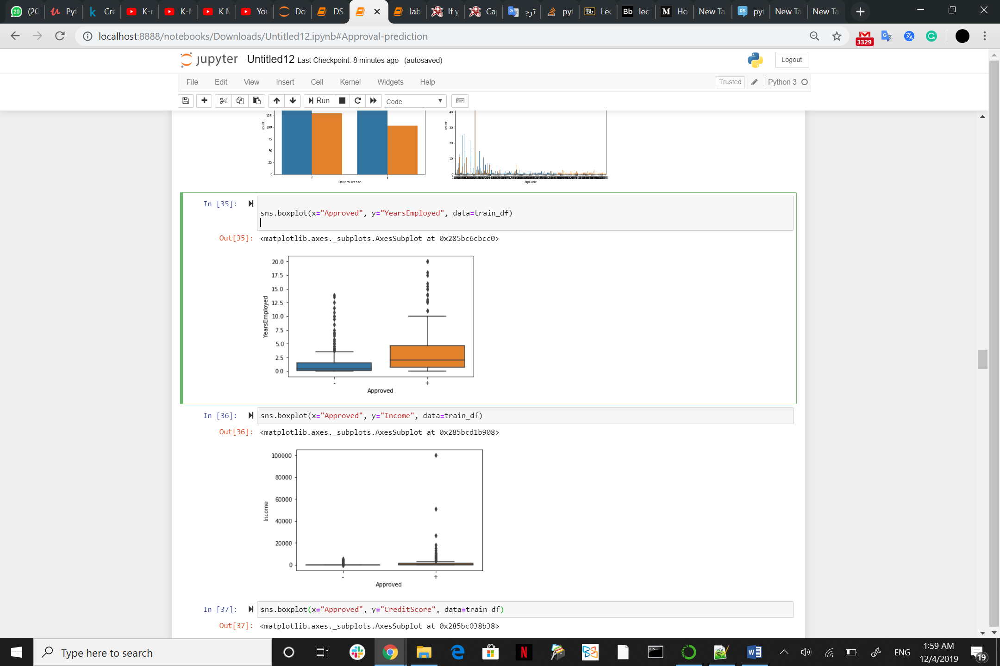 (20
Pyt
Cre
K-r
K-M
K M
You
Do
DS
lab
If y
Ca
ترج
pyt
Lec
lec
Ho
New Ta
pyt
New Ta
New Ta
localhost:8888/notebooks/Downloads/Untitled12.ipynb#Approval-prediction
3329
jupyter Untitled12 Last Checkpoint: 8 minutes ago (autosaved)
Logout
File Edit View Insert Cell Kernel Widgets Help
Trusted Python 3
Run Code
125
100
75
50
25
0
count
f t
DriversLicense
40
30
20
10
0
count
ZipCode
In [35]:
sns.boxplot(x="Approved", y="YearsEmployed", data=train_df)
Out[35]: <matplotlib.axes._subplots.AxesSubplot at 0x285bc6cbcc0>
20.0
17.5
15.0
12.5
10.0
7.5
5.0
2.5
0.0
YearsEmployed
- +
Approved
In [36]: sns.boxplot(x="Approved", y="Income", data=train_df)
Out[36]: <matplotlib.axes._subplots.AxesSubplot at 0x285bcd1b908>
100000
80000
60000
40000
20000
0
Income
- +
Approved
In [37]: sns.boxplot(x="Approved", y="CreditScore", data=train_df)
Out[37]: <matplotlib.axes._subplots.AxesSubplot at 0x285bc038b38>
Type here to search
ENG
1:59 AM
12/4/2019
19